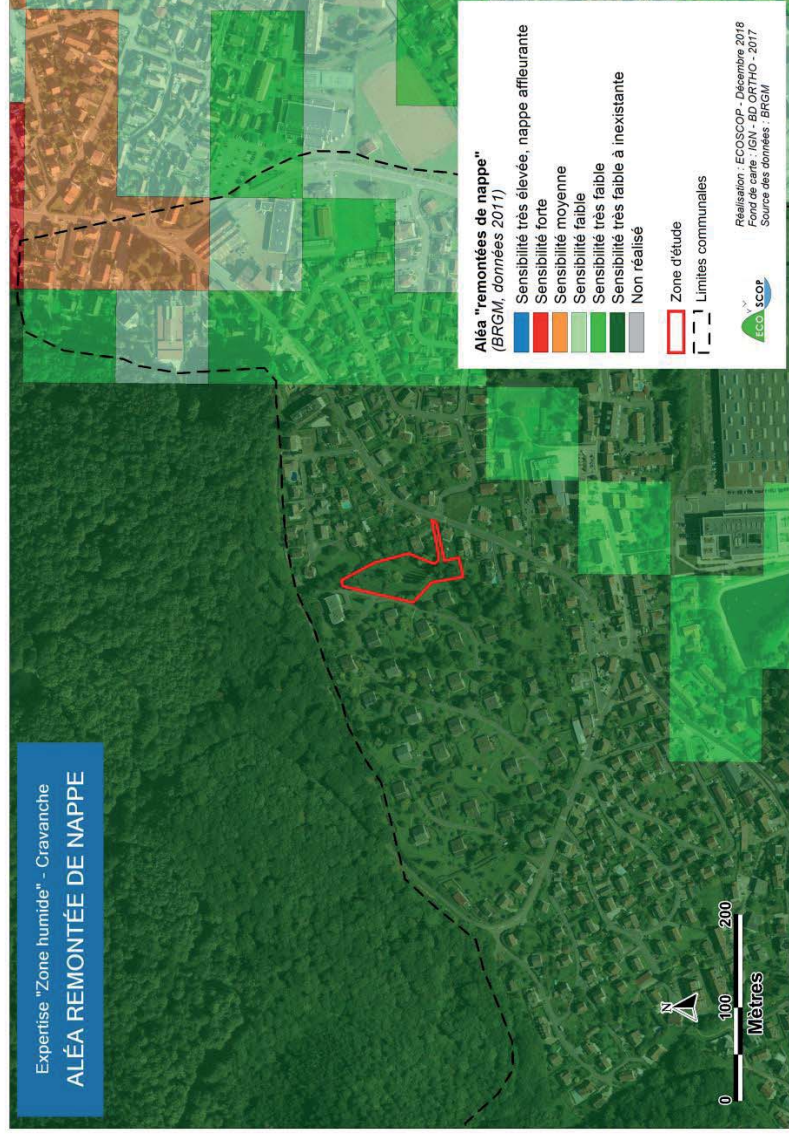 Expertise "Zone humide" - Cravanche
ALÉA REMONTÉE DE NAPPE
Aléa "remontées de nappe"
(BRGM, données 2011)
Sensibilité très élevée, nappe affleurante
Sensibilité forte
Sensibilité moyenne
Sensibilité faible
Sensibilité très faible
Sensibilité très faible à inexistante
Non réalisé
Zone d'étude
Limites communales
ECO SCOP
Réalisation : ECOSCOP - Décembre 2018
Fond de carte : IGN - BD ORTHO - 2017
Source des données : BRGM
N
0 100 200
Mètres